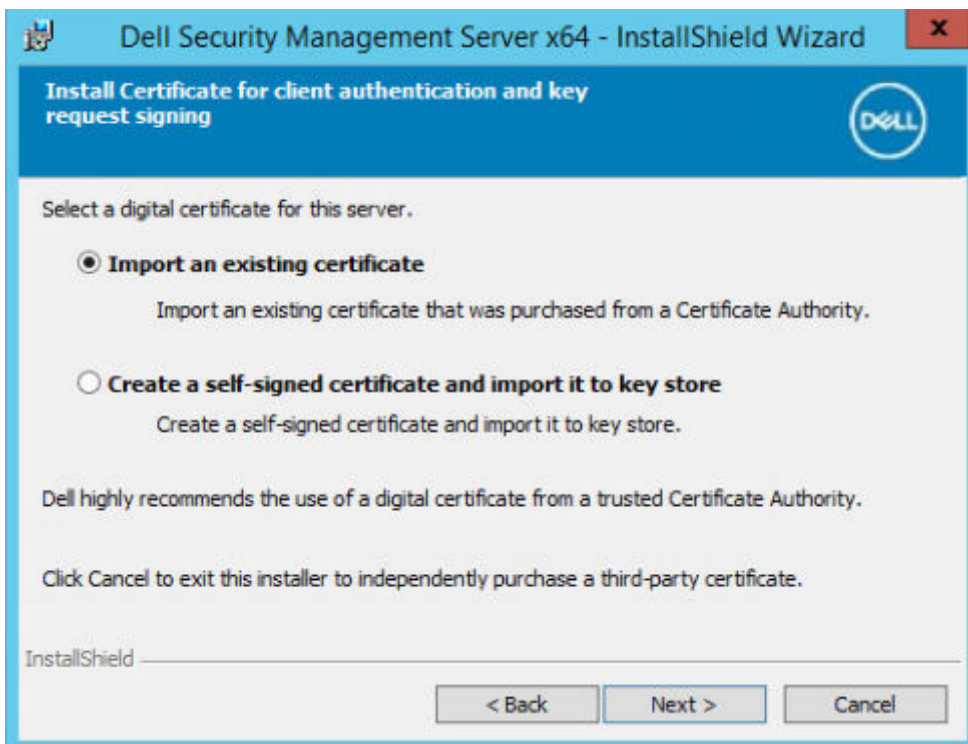 Dell Security Management Server x64 - InstallShield Wizard
x
Install Certificate for client authentication and key
request signing
DELL
Select a digital certificate for this server.
Import an existing certificate
Import an existing certificate that was purchased from a Certificate Authority.
Create a self-signed certificate and import it to key store
Create a self-signed certificate and import it to key store.
Dell highly recommends the use of a digital certificate from a trusted Certificate Authority.
Click Cancel to exit this installer to independently purchase a third-party certificate.
InstallShield
< Back Next > Cancel